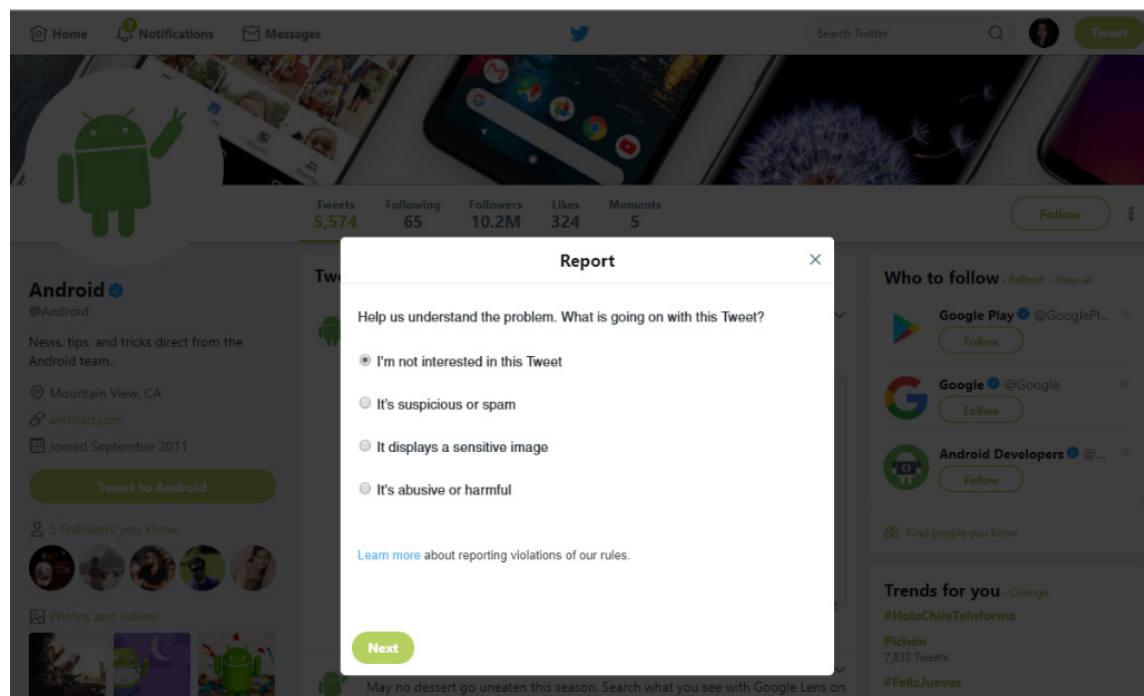 Home
7
Notifications
Messages
Search Twitter
Tweet
Tweets
Following
Followers
Likes
Moments
5,574
65
10.2M
324
5
Follow
Android
@Android
News, tips, and tricks direct from the
Android team.
Mountain View, CA
android.com
Joined September 2011
Tweet to Android
5 Followers you know
Photos and videos
Report
Help us understand the problem. What is going on with this Tweet?
I'm not interested in this Tweet
It's suspicious or spam
It displays a sensitive image
It's abusive or harmful
Learn more about reporting violations of our rules.
Next
May no dessert go uneaten this season. Search what you see with Google Lens on
Who to follow · Refresh · View all
Google Play @GooglePl...
Follow
Google @Google
Follow
Android Developers @...
Follow
Find people you know
Trends for you · Change
#HolaChileTeInforma
Pichón
7,833 Tweets
#FelizJueves